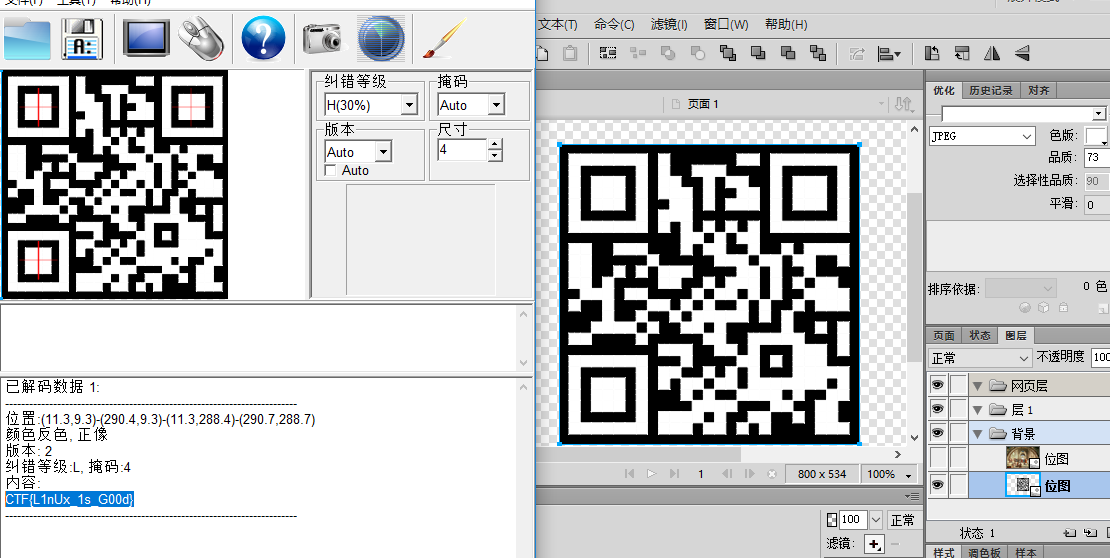 文件(F) 工具(T) 帮助(H)
A:
?
纠错等级
H(30%)
掩码
Auto
版本
Auto
Auto
尺寸
4
已解码数据 1:
位置:(11.3,9.3)-(290.4,9.3)-(11.3,288.4)-(290.7,288.7)
颜色反色, 正像
版本: 2
纠错等级:L, 掩码:4
内容:
CTF{L1nUx_1s_G00d}
文本(T) 命令(C) 滤镜(I) 窗口(W) 帮助(H)
页面 1
1
800 x 534
100%
100
正常
滤镜:
优化 历史记录 对齐
JPEG
色版:
品质: 73
选择性品质: 90
平滑: 0
排序依据:
0 色
页面 状态 图层
正常
不透明度 100
网页层
层 1
背景
位图
位图
状态 1
样式 调色板 样本